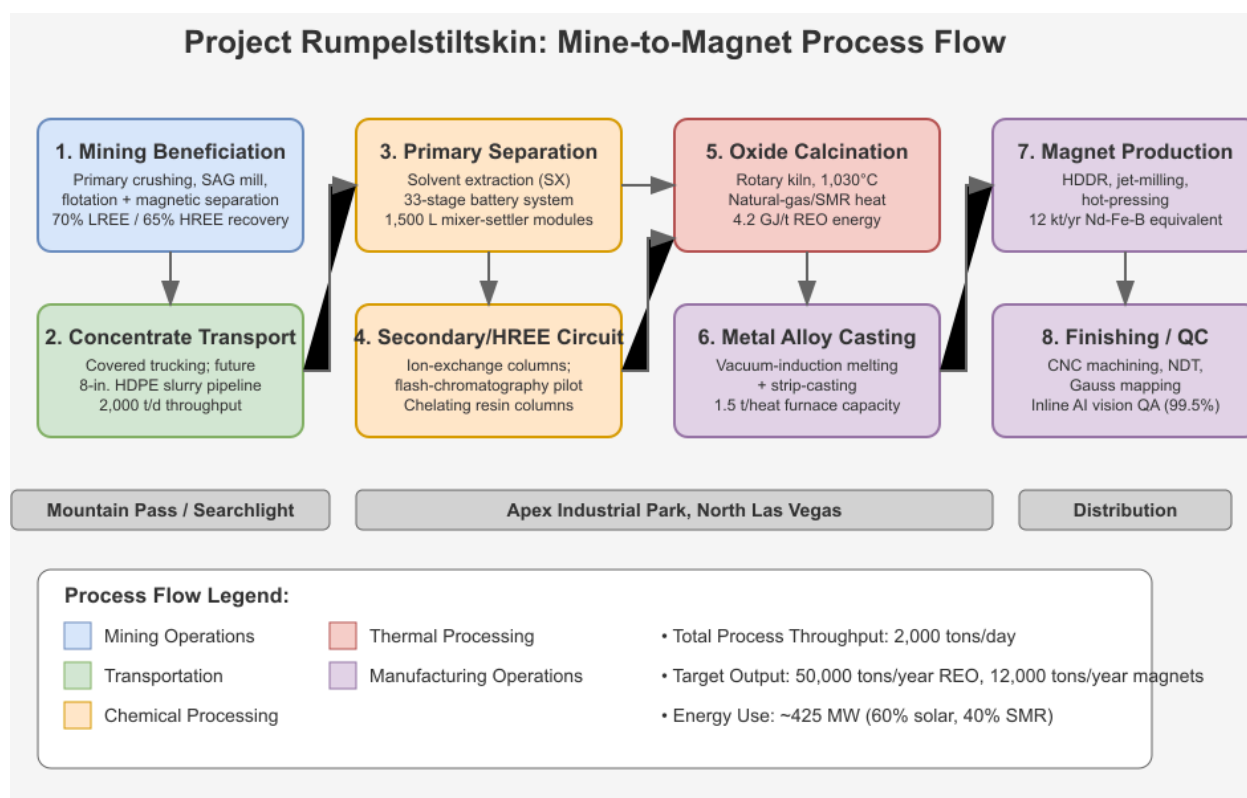 Project Rumpelstiltskin: Mine-to-Magnet Process Flow
1. Mining Beneficiation
Primary crushing, SAG mill,
flotation + magnetic separation
70% LREE / 65% HREE recovery
2. Concentrate Transport
Covered trucking; future
8-in. HDPE slurry pipeline
2,000 t/d throughput
3. Primary Separation
Solvent extraction (SX)
33-stage battery system
1,500 L mixer-settler modules
4. Secondary/HREE Circuit
Ion-exchange columns;
flash-chromatography pilot
Chelating resin columns
5. Oxide Calcination
Rotary kiln, 1,030°C
Natural-gas/SMR heat
4.2 GJ/t REO energy
6. Metal Alloy Casting
Vacuum-induction melting
+ strip-casting
1.5 t/heat furnace capacity
7. Magnet Production
HDDR, jet-milling,
hot-pressing
12 kt/yr Nd-Fe-B equivalent
8. Finishing / QC
CNC machining, NDT,
Gauss mapping
Inline AI vision QA (99.5%)
Mountain Pass / Searchlight
Apex Industrial Park, North Las Vegas
Distribution
Process Flow Legend:
Mining Operations
Transportation
Chemical Processing
Thermal Processing
Manufacturing Operations
• Total Process Throughput: 2,000 tons/day
• Target Output: 50,000 tons/year REO, 12,000 tons/year magnets
• Energy Use: ~425 MW (60% solar, 40% SMR)